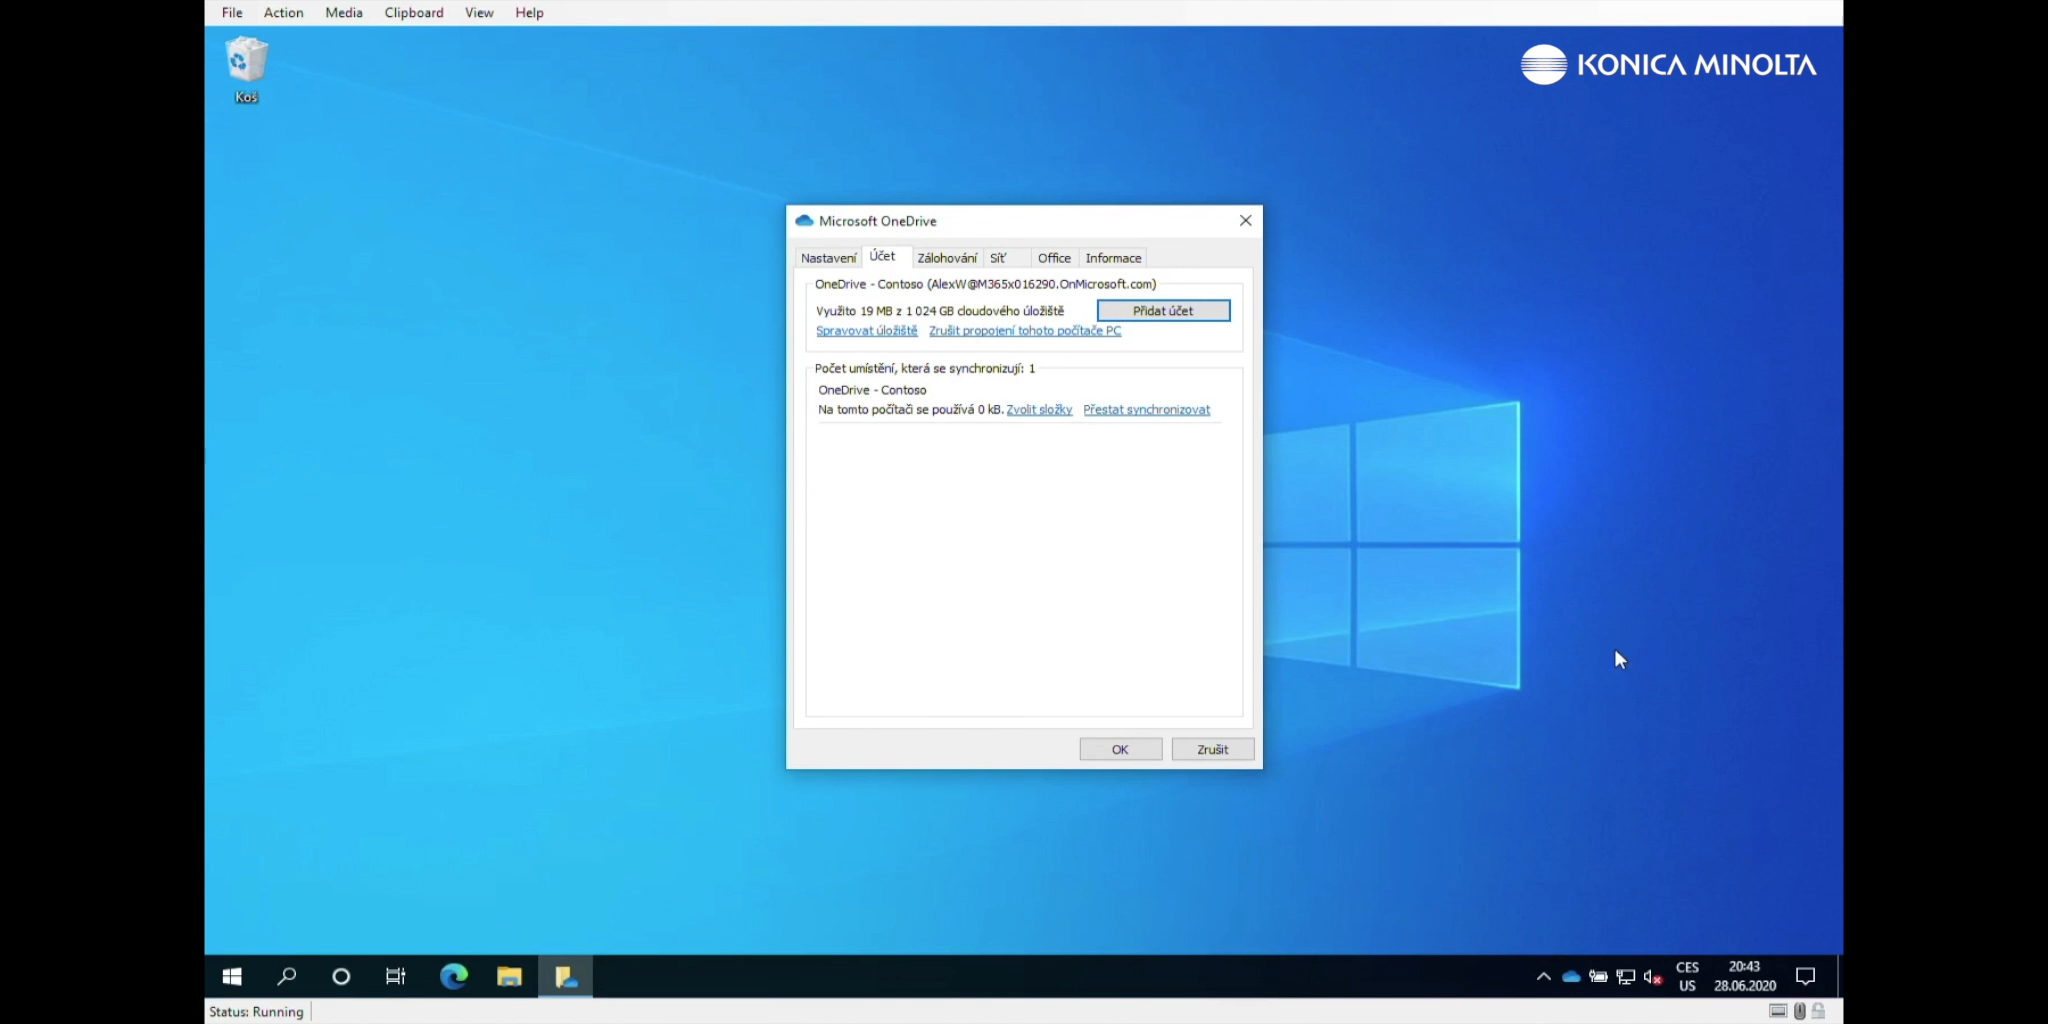 File Action Media Clipboard View Help
Koš
KONICA MINOLTA
Microsoft OneDrive
Nastavení Účet Zálohování Síť Office Informace
OneDrive - Contoso (AlexW@M365x016290.OnMicrosoft.com)
Využito 19 MB z 1 024 GB cloudového úložiště Přidat účet
Spravovat úložiště Zrušit propojení tohoto počítače PC
Počet umístění, která se synchronizují: 1
OneDrive - Contoso
Na tomto počítači se používá 0 kB. Zvolit složky Přestat synchronizovat
OK Zrušit
CES 20:43
US 28.06.2020
Status: Running